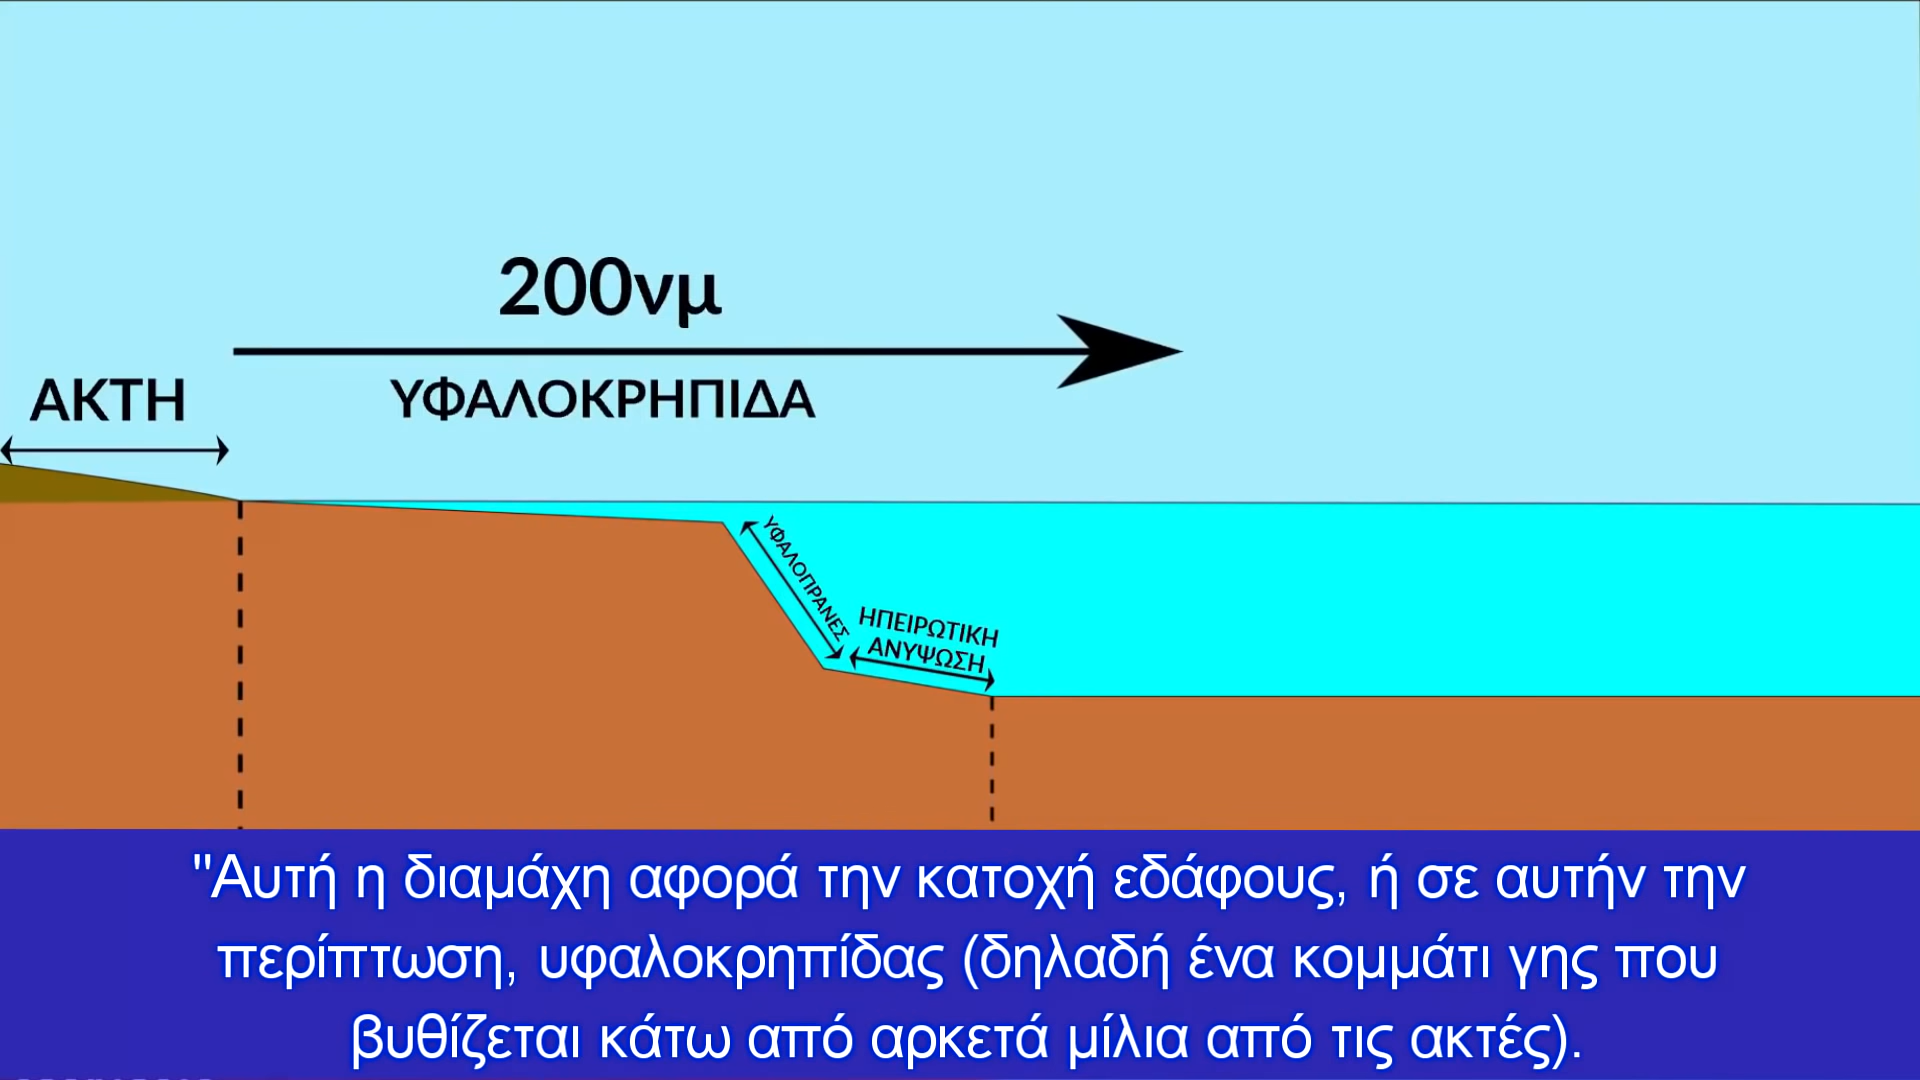 200νμ
ΑΚΤΗ
ΥΦΑΛΟΚΡΗΠΙΔΑ
ΥΦΑΛΟΠΡΑΝΕΣ
ΗΠΕΙΡΩΤΙΚΗ
ΑΝΥΨΩΣΗ
"Αυτή η διαμάχη αφορά την κατοχή εδάφους, ή σε αυτήν την
περίπτωση, υφαλοκρηπίδας (δηλαδή ένα κομμάτι γης που
βυθίζεται κάτω από αρκετά μίλια από τις ακτές).